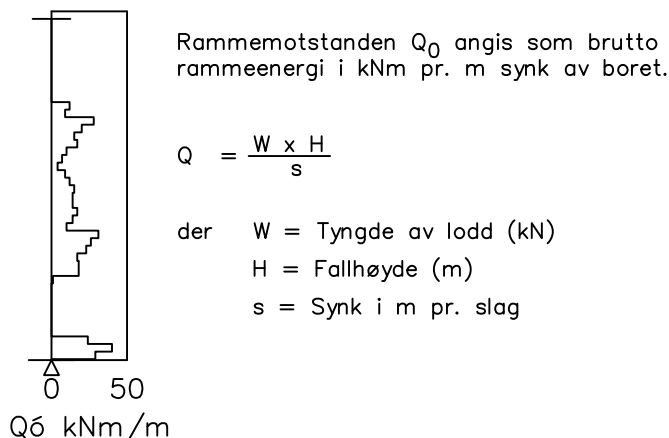 Rammemotstanden Q0 angis som brutto
rammeenergi i kNm pr. m synk av boret.
Q = W x H
s
der W = Tyngde av lodd (kN)
H = Fallhøyde (m)
s = Synk i m pr. slag
0 50
Qó kNm/m